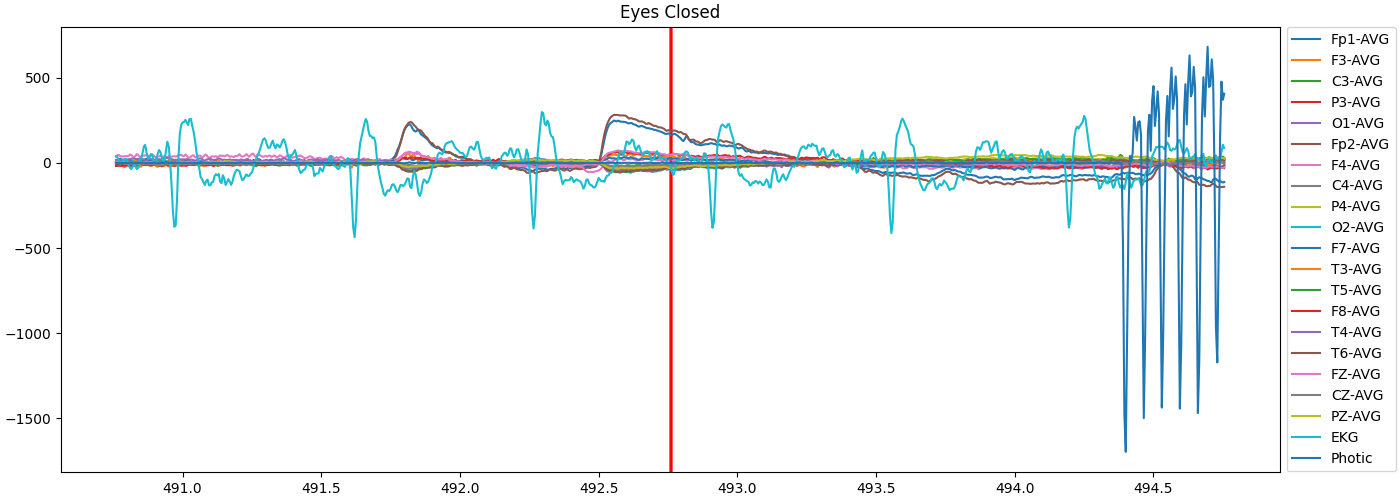 Eyes Closed
500
0
−500
−1000
−1500
491.0 491.5 492.0 492.5 493.0 493.5 494.0 494.5
Fp1-AVG
F3-AVG
C3-AVG
P3-AVG
O1-AVG
Fp2-AVG
F4-AVG
C4-AVG
P4-AVG
O2-AVG
F7-AVG
T3-AVG
T5-AVG
F8-AVG
T4-AVG
T6-AVG
FZ-AVG
CZ-AVG
PZ-AVG
EKG
Photic